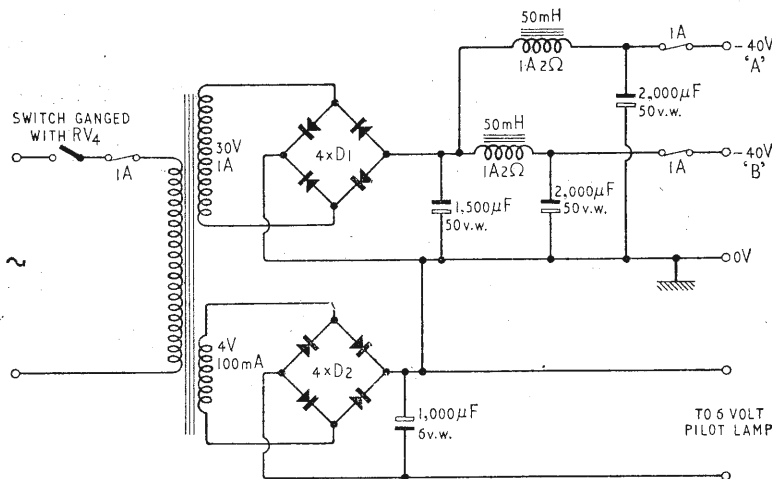 50mH
1A 2Ω
1A
–40V
'A'
2,000µF
50v.w.
SWITCH GANGED
WITH RV4
1A
30V
1A
4×D1
50mH
1A2Ω
1A
–40V
'B'
1,500µF
50v.w.
2,000µF
50v.w.
0V
~
4V
100mA
4×D2
1,000µF
6v.w.
TO 6 VOLT
PILOT LAMP